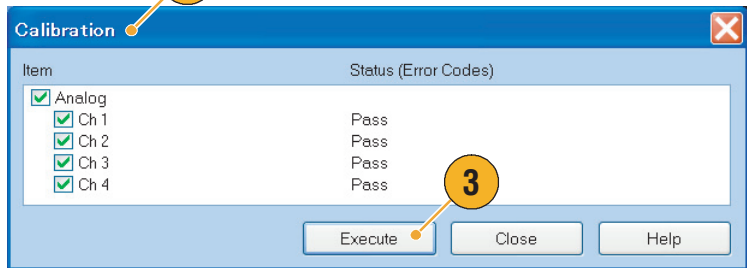 Calibration
Item Status (Error Codes)
Analog
Ch 1 Pass
Ch 2 Pass
Ch 3 Pass
Ch 4 Pass
3
Execute Close Help